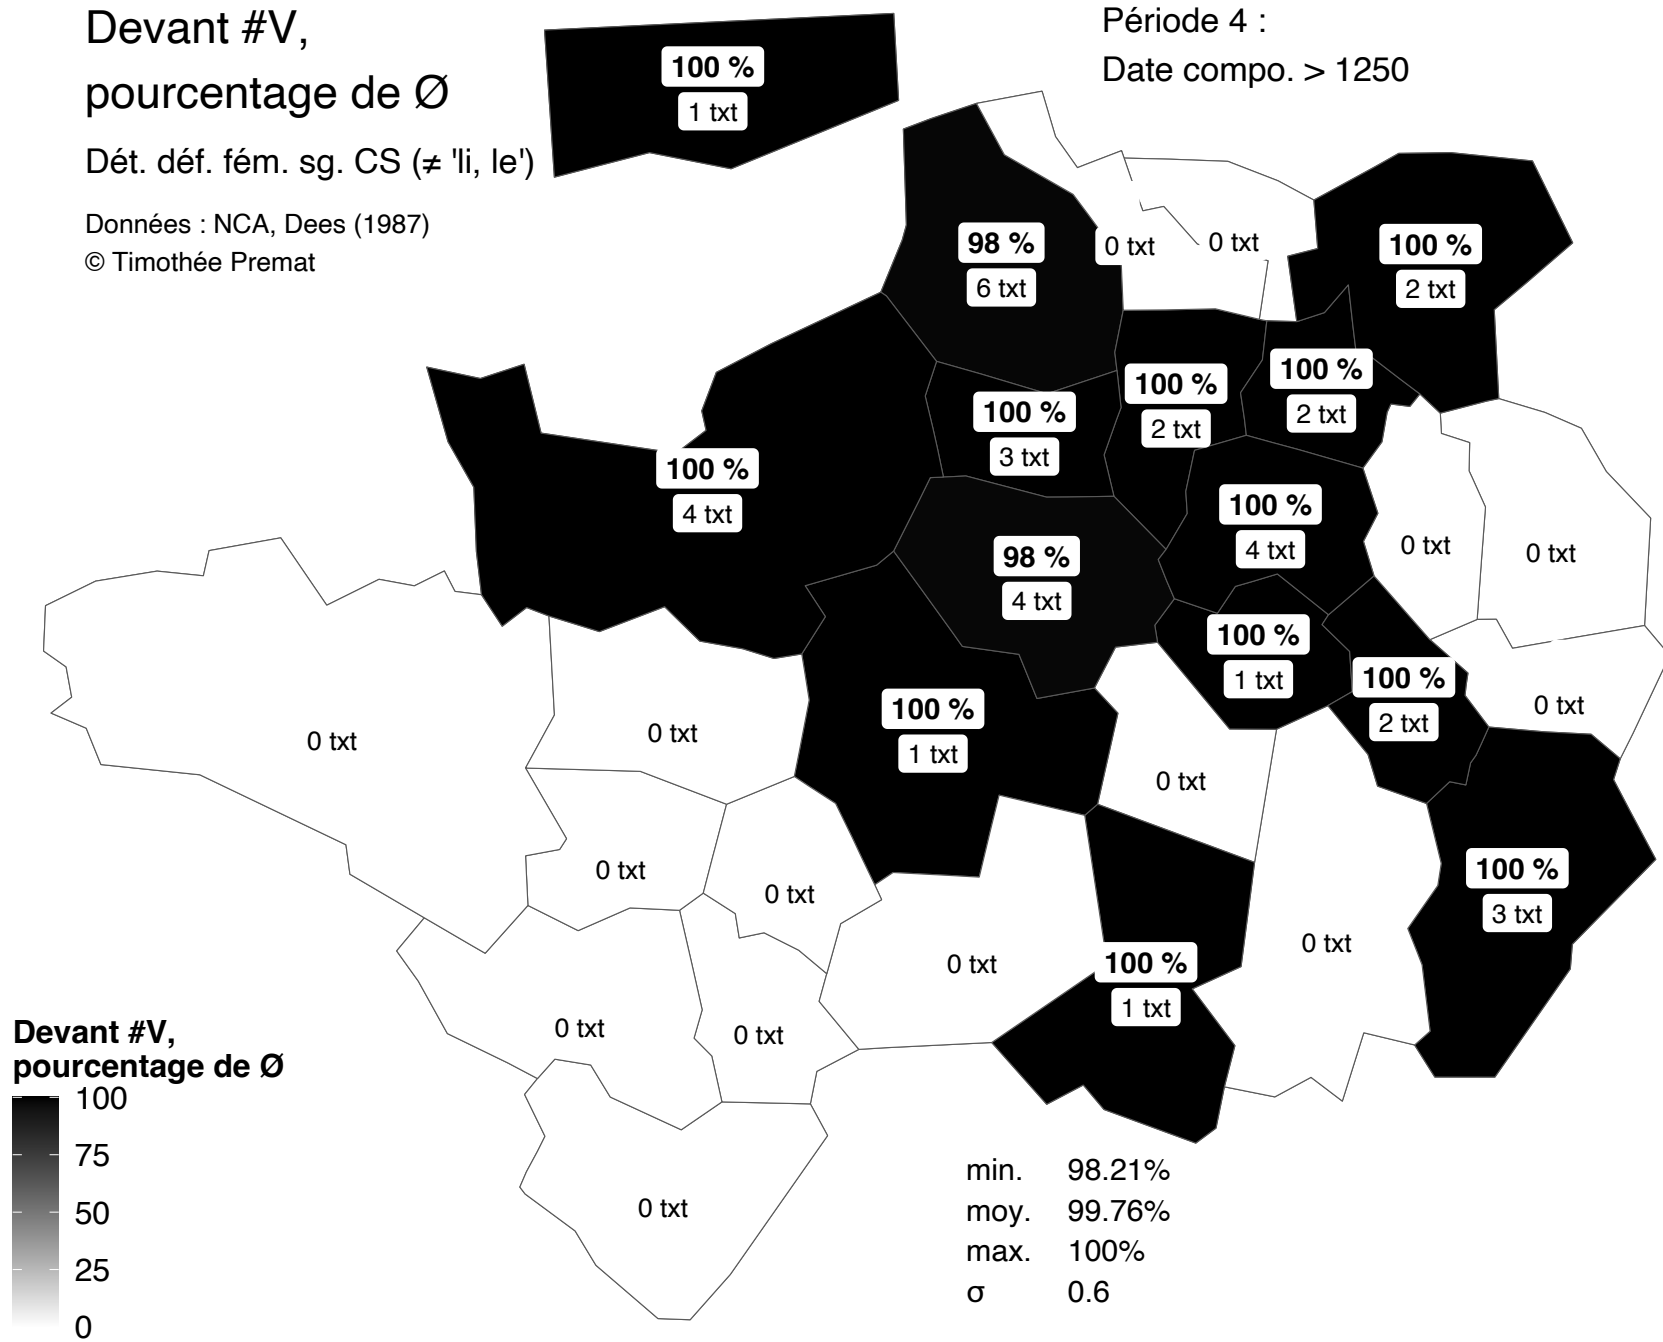 Devant #V,
pourcentage de Ø
Dét. déf. fém. sg. CS (≠ 'li, le')
Données : NCA, Dees (1987)
© Timothée Premat
Période 4 :
Date compo. > 1250
100 %
1 txt
98 %
6 txt
0 txt
0 txt
100 %
2 txt
100 %
3 txt
100 %
2 txt
100 %
2 txt
100 %
4 txt
98 %
4 txt
100 %
4 txt
0 txt
0 txt
100 %
1 txt
100 %
2 txt
0 txt
0 txt
0 txt
100 %
1 txt
0 txt
0 txt
0 txt
100 %
3 txt
0 txt
100 %
1 txt
0 txt
0 txt
0 txt
0 txt
Devant #V,
pourcentage de Ø
100
75
50
25
0
min. 98.21%
moy. 99.76%
max. 100%
σ 0.6